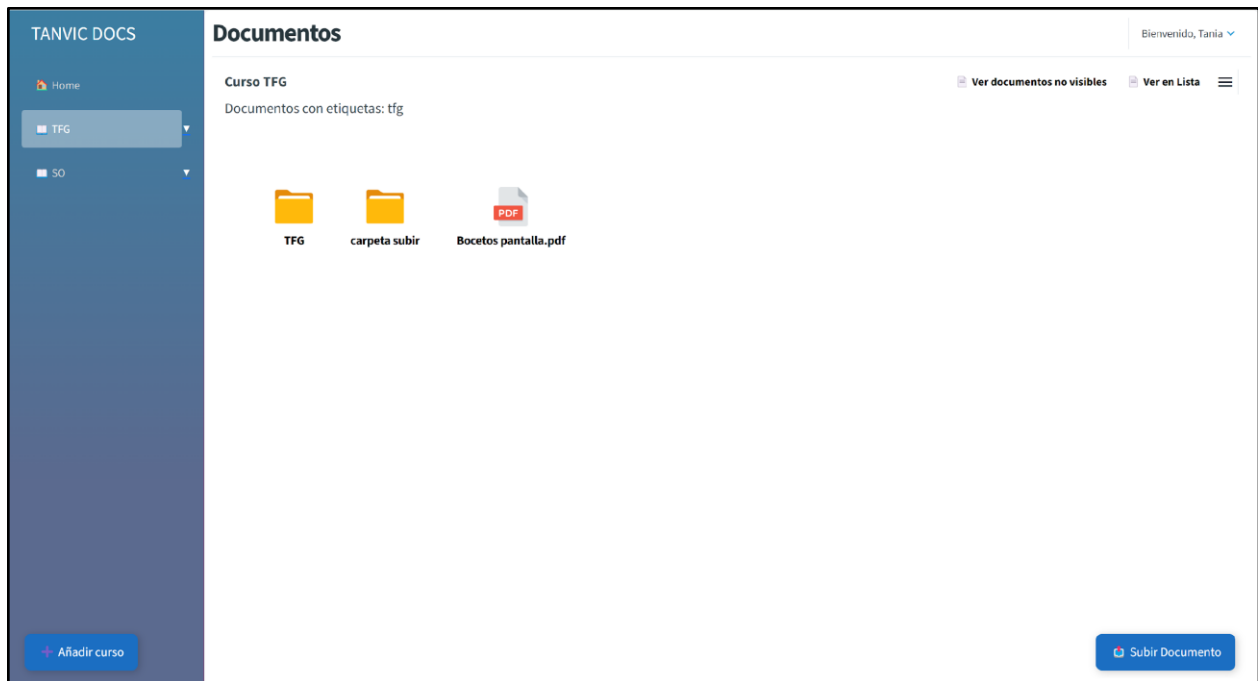 TANVIC DOCS
Home
TFG
SO
Añadir curso
Documentos
Bienvenido, Tania
Curso TFG
Ver documentos no visibles
Ver en Lista
Documentos con etiquetas: tfg
TFG
carpeta subir
PDF
Bocetos pantalla.pdf
Subir Documento